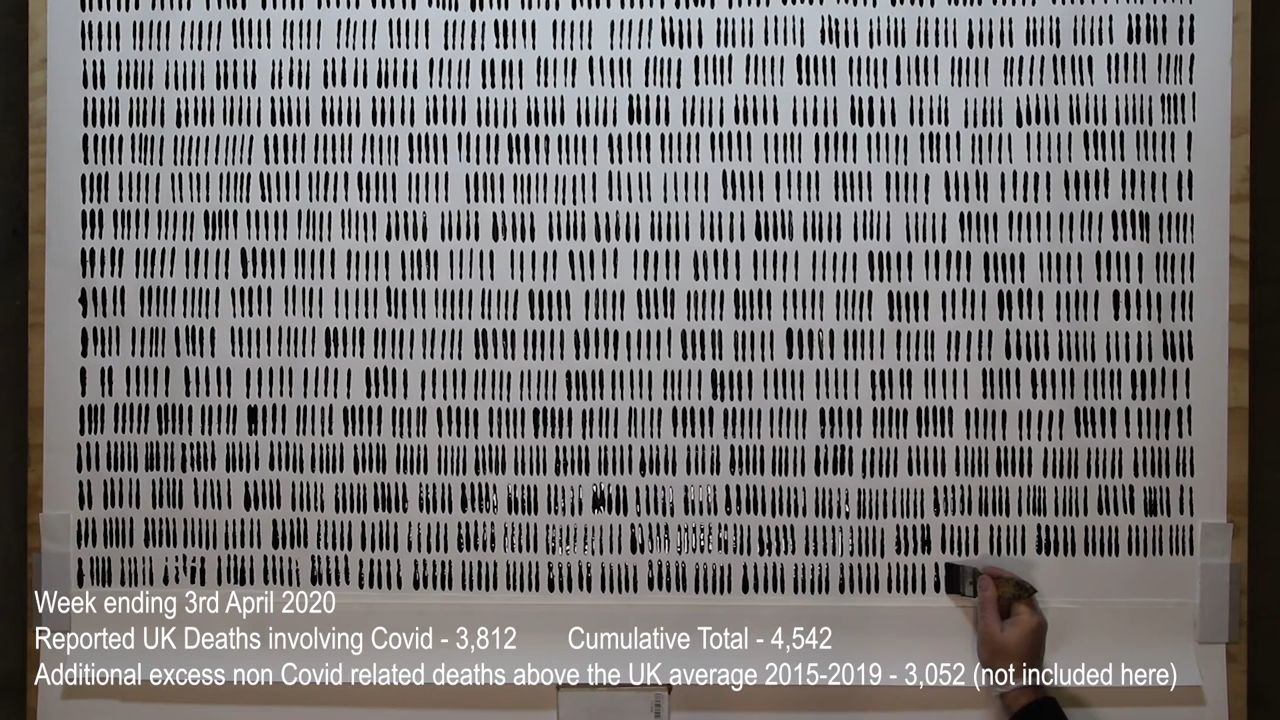 Week ending 3rd April 2020
Reported UK Deaths involving Covid - 3,812 Cumulative Total - 4,542
Additional excess non Covid related deaths above the UK average 2015-2019 - 3,052 (not included here)